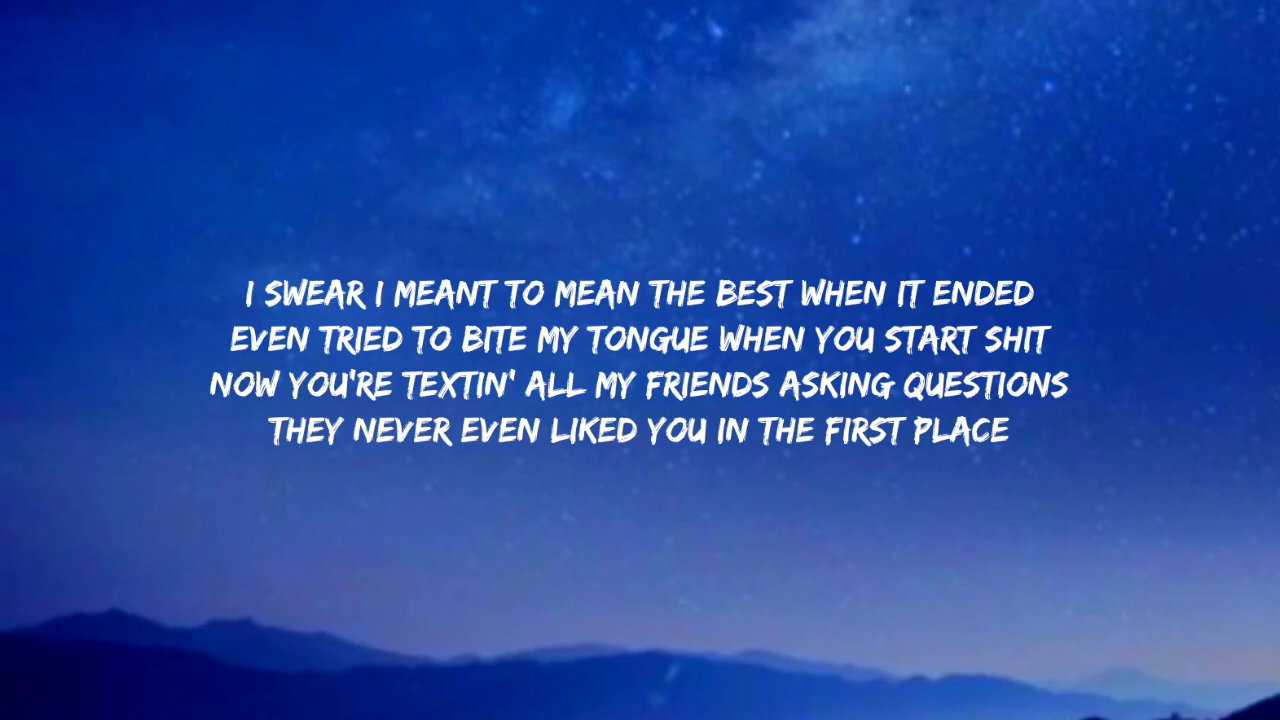 I SWEAR I MEANT TO MEAN THE BEST WHEN IT ENDED
EVEN TRIED TO BITE MY TONGUE WHEN YOU START SHIT
NOW YOU'RE TEXTIN' ALL MY FRIENDS ASKING QUESTIONS
THEY NEVER EVEN LIKED YOU IN THE FIRST PLACE